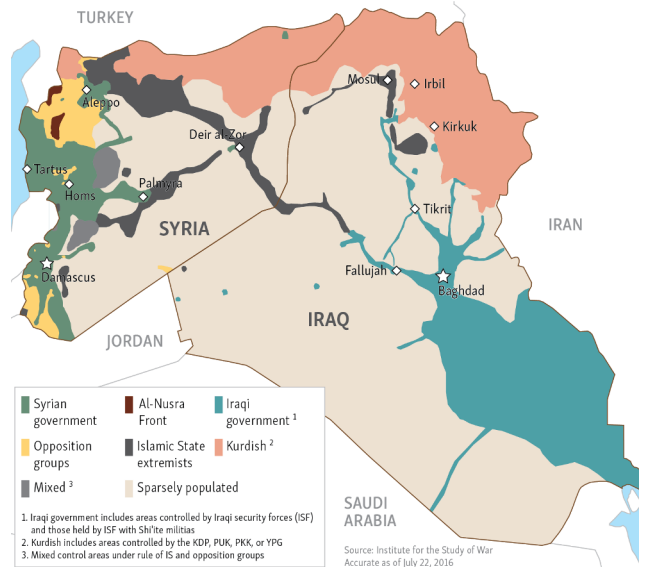 TURKEY
Mosul
Irbil
Aleppo
Kirkuk
Deir al-Zor
Tartus
Palmyra
Homs
Tikrit
SYRIA
IRAN
Damascus
Fallujah
Baghdad
IRAQ
JORDAN
Syrian
government
Al-Nusra
Front
Iraqi
government 1
Opposition
groups
Islamic State
extremists
Kurdish 2
Mixed 3
Sparsely populated
1. Iraqi government includes areas controlled by Iraqi security forces (ISF)
and those held by ISF with Shi'ite militias
2. Kurdish includes areas controlled by the KDP, PUK, PKK, or YPG
3. Mixed control areas under rule of IS and opposition groups
SAUDI
ARABIA
Source: Institute for the Study of War
Accurate as of July 22, 2016